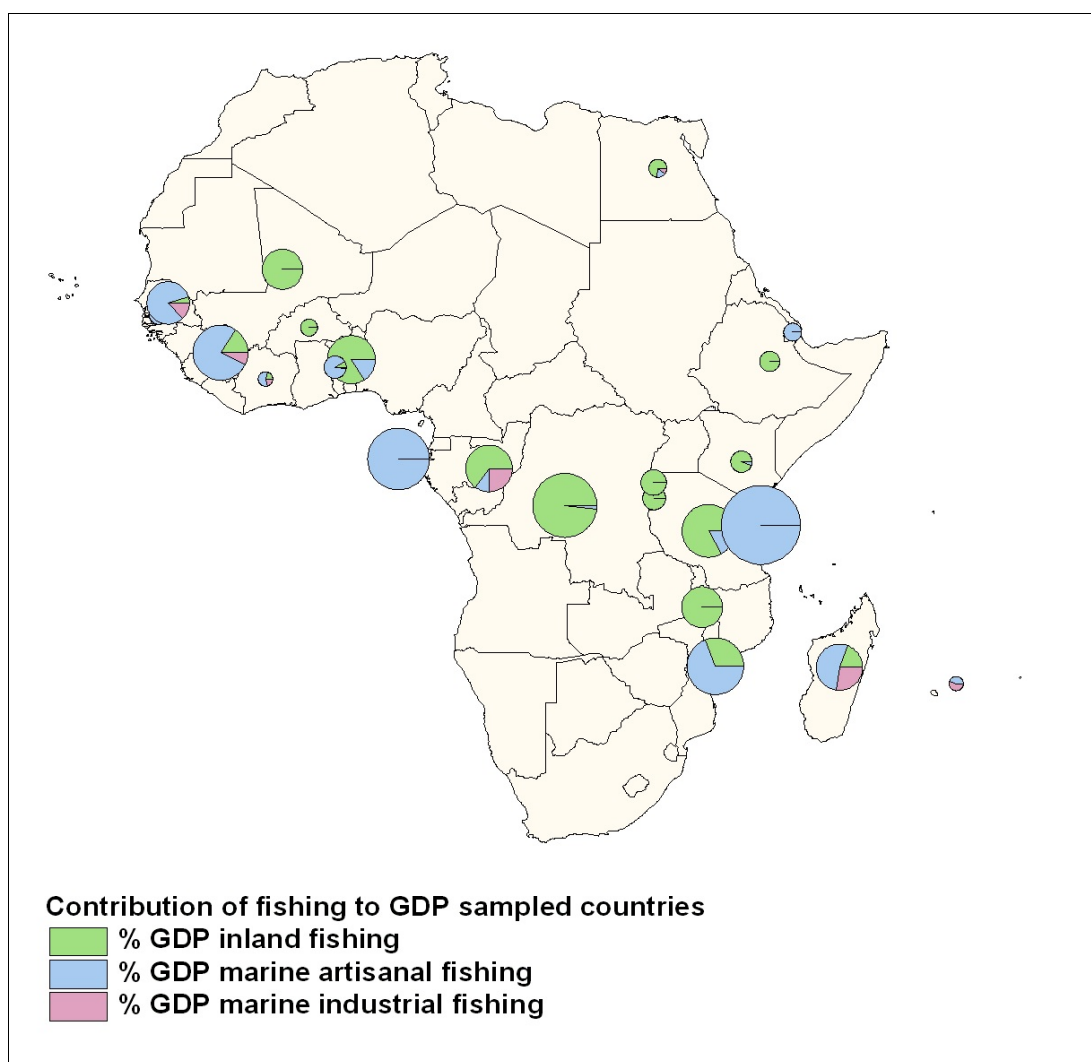 Contribution of fishing to GDP sampled countries
% GDP inland fishing
% GDP marine artisanal fishing
% GDP marine industrial fishing